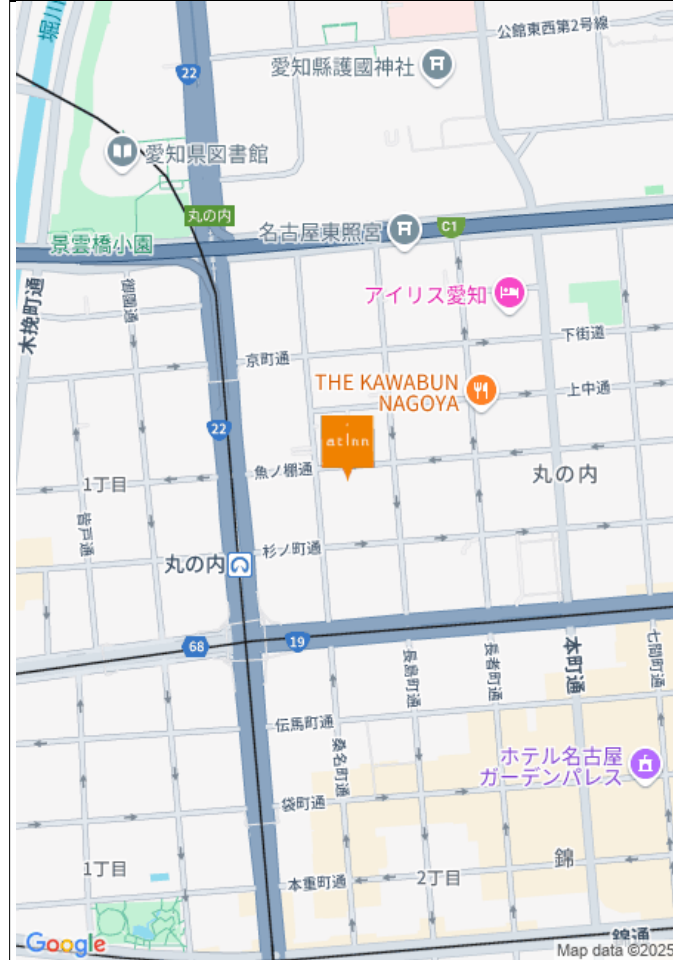 堀川
22
公館東西第2号線
愛知縣護國神社
愛知県図書館
丸の内
名古屋東照宮
C1
景雲橋小園
御園通
木挽町通
アイリス愛知
下街道
京町通
THE KAWABUN
NAGOYA
上中通
22
atinn
魚ノ棚通
1丁目
丸の内
皆戸通
杉ノ町通
丸の内
68
19
長島町通
長者町通
本町通
七間町通
伝馬町通
桑名町通
ホテル名古屋
ガーデンパレス
袋町通
錦
1丁目
本重町通
2丁目
錦通
Google
Map data ©2025